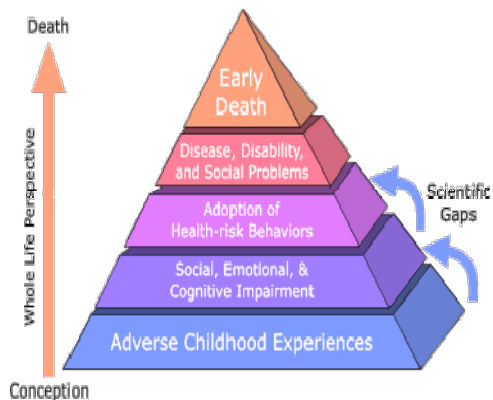 Death
Whole Life Perspective
Conception
Early
Death
Disease, Disability,
and Social Problems
Adoption of
Health-risk Behaviors
Social, Emotional, &
Cognitive Impairment
Adverse Childhood Experiences
Scientific
Gaps